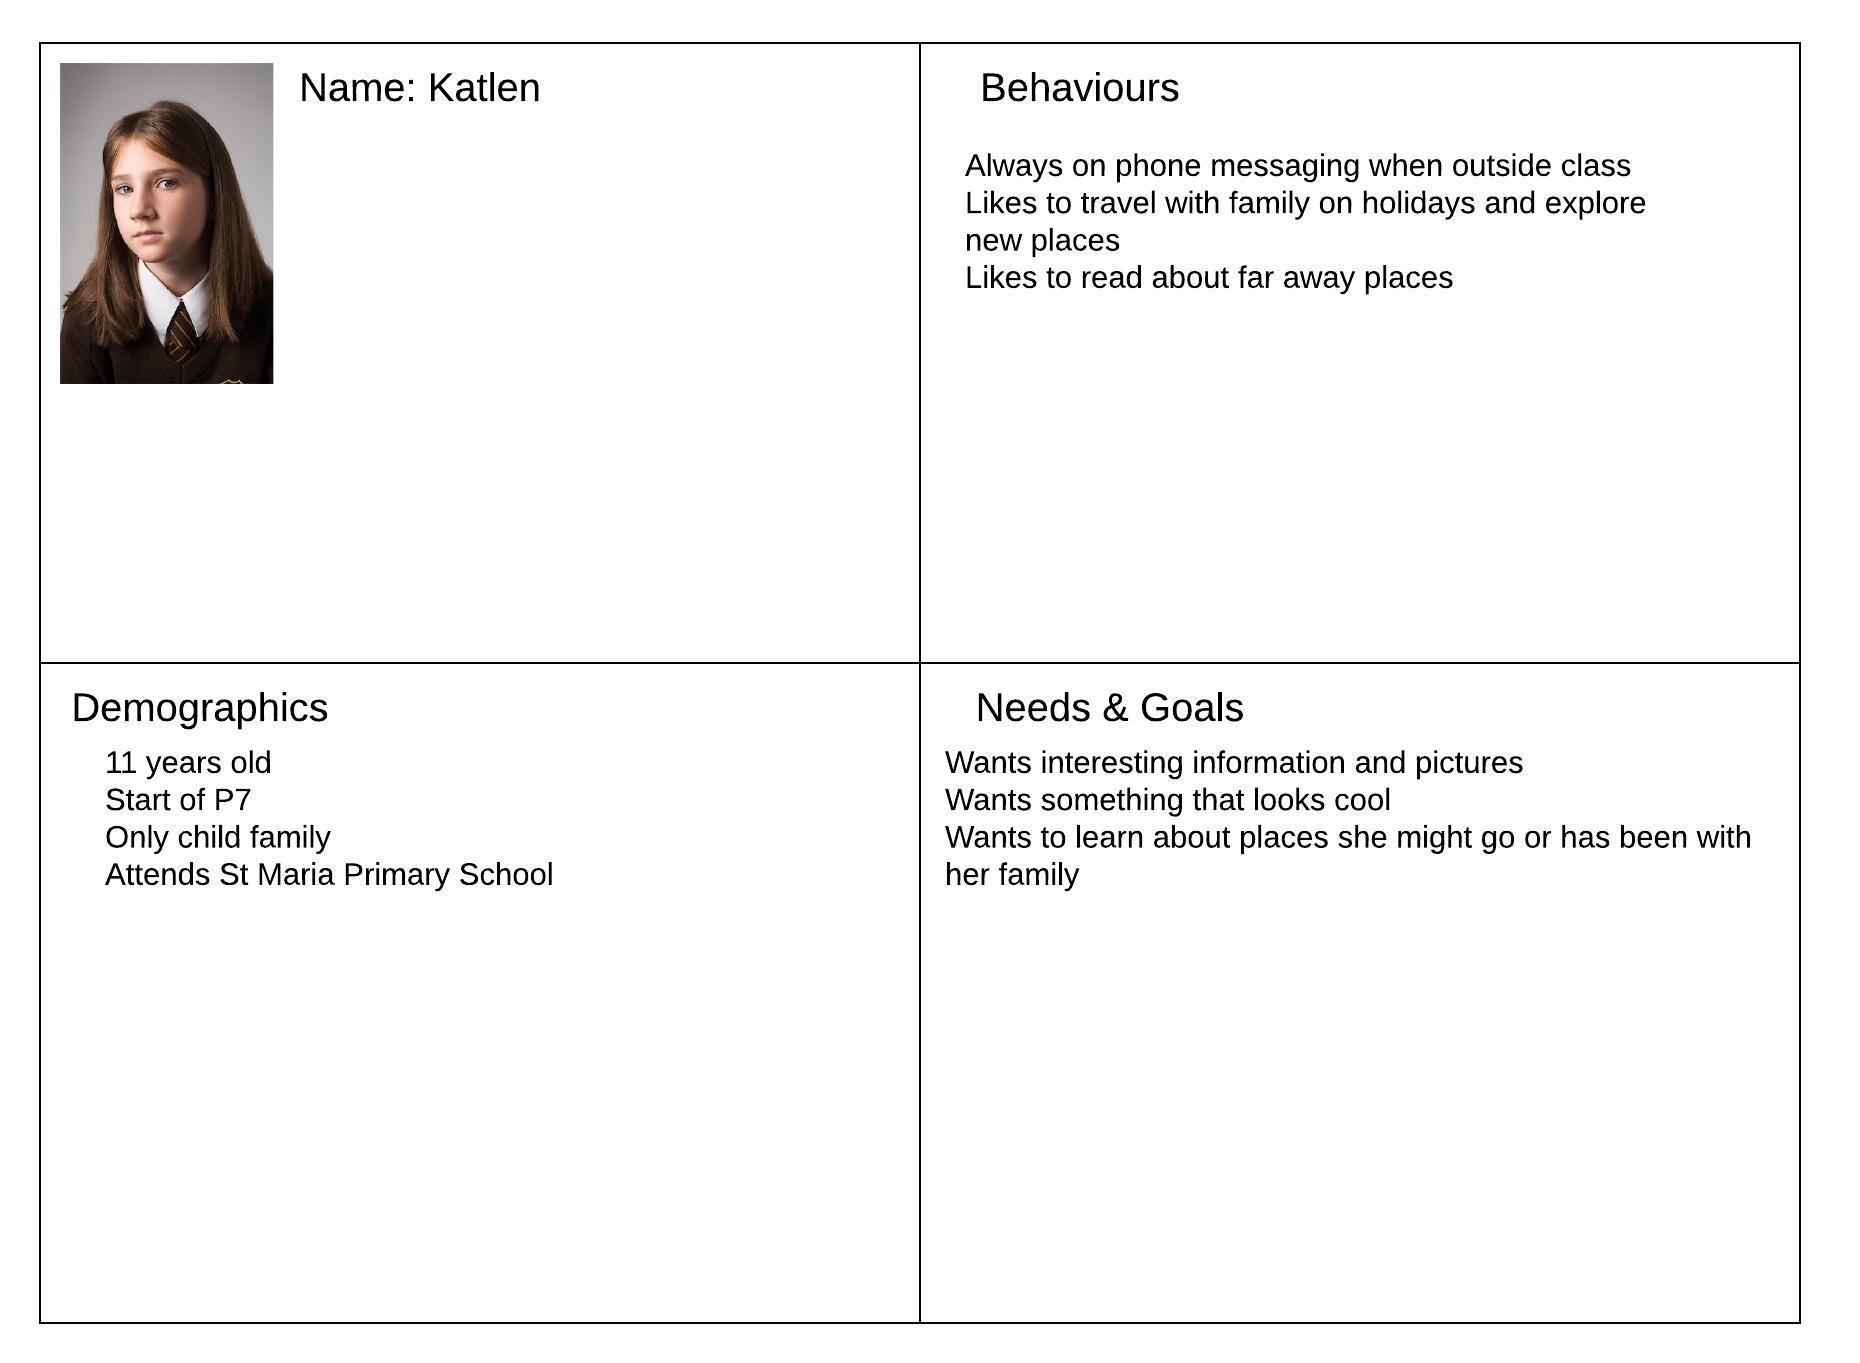 Name: Katlen
Behaviours
Always on phone messaging when outside class
Likes to travel with family on holidays and explore
new places
Likes to read about far away places
Demographics
11 years old
Start of P7
Only child family
Attends St Maria Primary School
Needs & Goals
Wants interesting information and pictures
Wants something that looks cool
Wants to learn about places she might go or has been with
her family